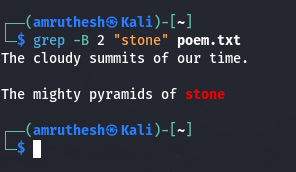 ┌──(amruthesh㉿Kali)-[~]
└─$ grep -B 2 "stone" poem.txt
The cloudy summits of our time.

The mighty pyramids of stone

┌──(amruthesh㉿Kali)-[~]
└─$